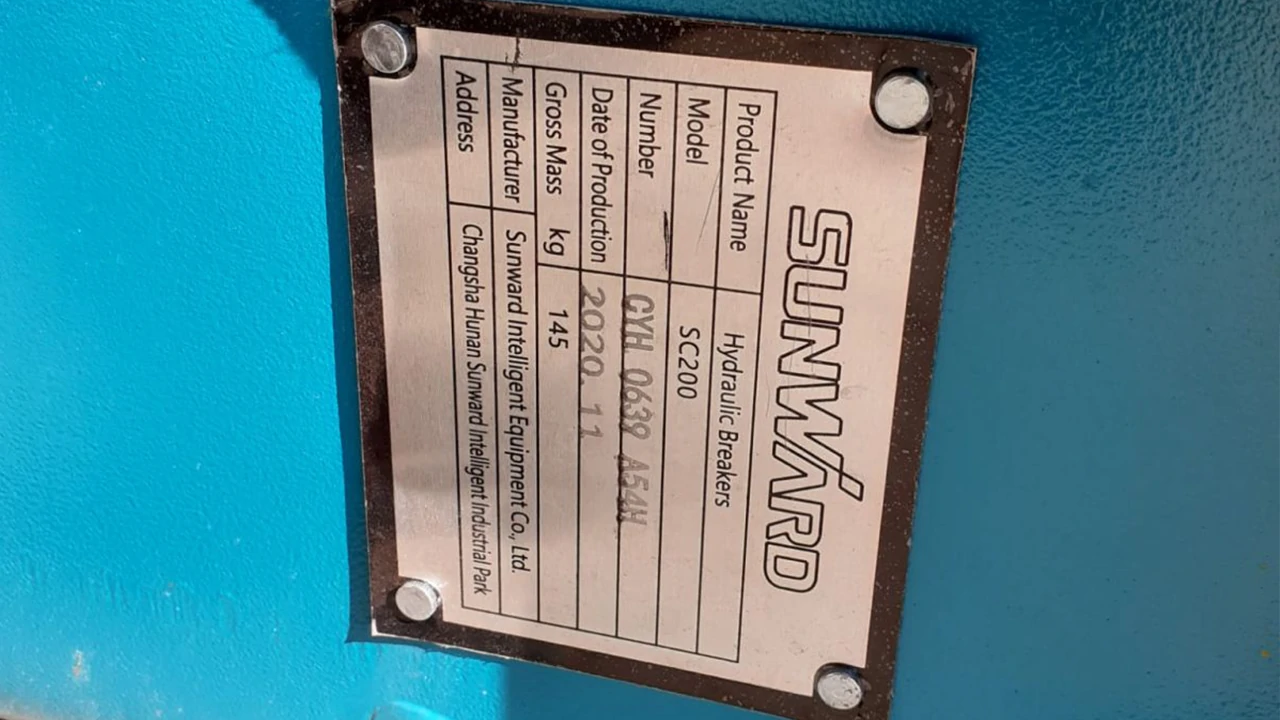 SUNWARD
Product Name Hydraulic Breakers
Model SC200
Number CYH 0639 A54H
Date of Production 2020. 11
Gross Mass kg 145
Manufacturer Sunward Intelligent Equipment Co., Ltd.
Address Changsha Hunan Sunward Intelligent Industrial Park